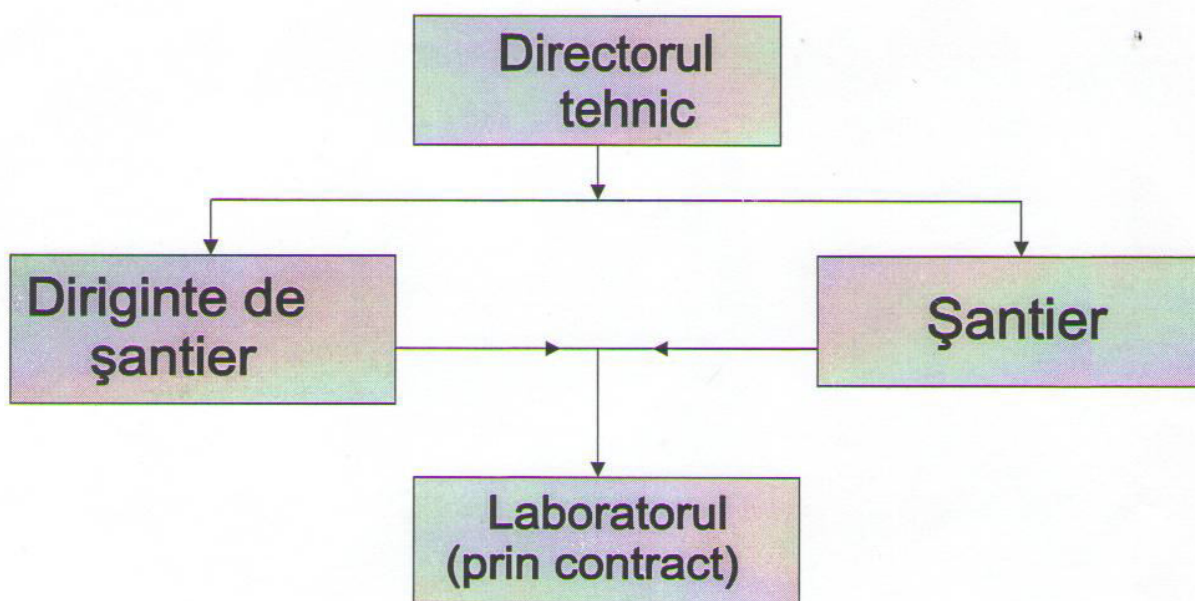 Directorul
tehnic
Diriginte de
şantier
Şantier
Laboratorul
(prin contract)